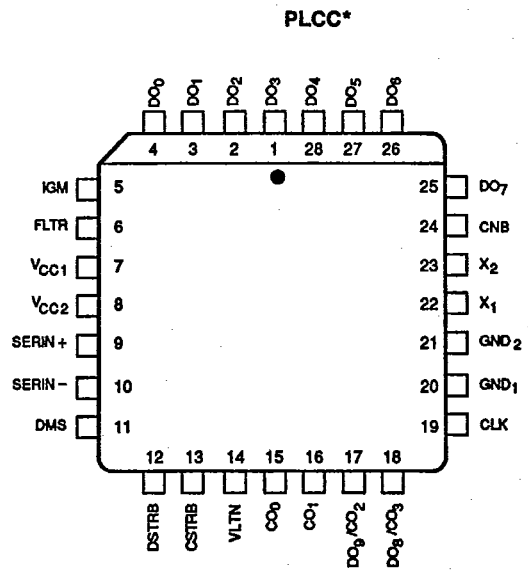 PLCC*
DO₀ DO₁ DO₂ DO₃ DO₄ DO₅ DO₆
4 3 2 1 28 27 26
IGM 5 25 DO₇
FLTR 6 24 CNB
VCC1 7 23 X₂
VCC2 8 22 X₁
SERIN+ 9 21 GND₂
SERIN− 10 20 GND₁
DMS 11 19 CLK
12 13 14 15 16 17 18
DSTRB CSTRB VLTN CO₀ CO₁ DO₉/CO₂ DO₈/CO₃